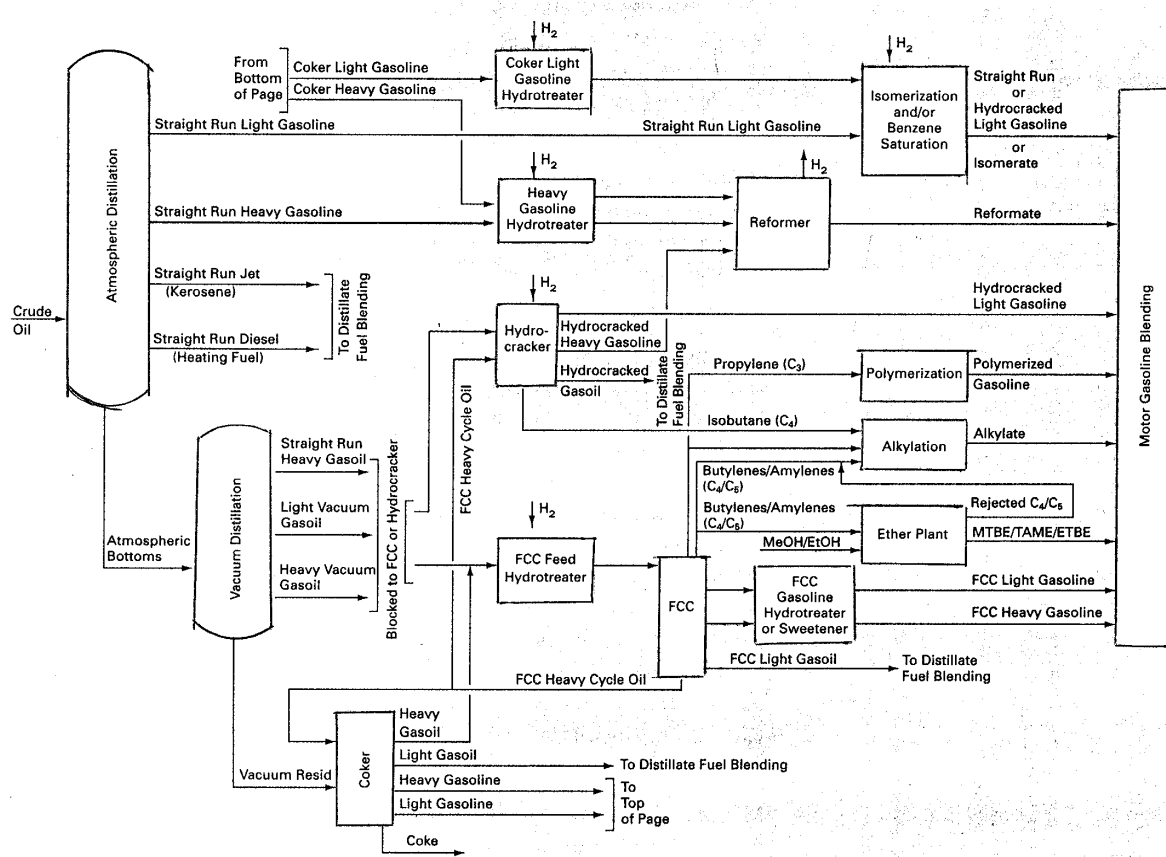 H2
From
Bottom
of Page
Coker Light Gasoline
Coker Heavy Gasoline
Coker Light
Gasoline
Hydrotreater
H2
Isomerization
and/or
Benzene
Saturation
Straight Run
or
Hydrocracked
Light Gasoline
or
Isomerate
Straight Run Light Gasoline
Straight Run Light Gasoline
Atmospheric Distillation
H2
Heavy
Gasoline
Hydrotreater
H2
Reformer
Reformate
Straight Run Heavy Gasoline
Straight Run Jet
(Kerosene)
Straight Run Diesel
(Heating Fuel)
To Distillate
Fuel Blending
Crude
Oil
H2
Hydro-
cracker
Hydrocracked
Heavy Gasoline
Hydrocracked
Gasoil
To Distillate
Fuel Blending
Hydrocracked
Light Gasoline
Motor Gasoline Blending
Propylene (C3)
Polymerization
Polymerized
Gasoline
Isobutane (C4)
Alkylation
Alkylate
FCC Heavy Cycle Oil
Butylenes/Amylenes
(C4/C5)
Rejected C4/C5
Butylenes/Amylenes
(C4/C5)
MeOH/EtOH
Ether Plant
MTBE/TAME/ETBE
Straight Run
Heavy Gasoil
Light Vacuum
Gasoil
Heavy Vacuum
Gasoil
Blocked to FCC or Hydrocracker
Vacuum Distillation
Atmospheric
Bottoms
H2
FCC Feed
Hydrotreater
FCC
FCC
Gasoline
Hydrotreater
or Sweetener
FCC Light Gasoline
FCC Heavy Gasoline
FCC Light Gasoil
To Distillate
Fuel Blending
FCC Heavy Cycle Oil
Heavy
Gasoil
Light Gasoil
To Distillate Fuel Blending
Coker
Vacuum Resid
Heavy Gasoline
Light Gasoline
To
Top
of Page
Coke